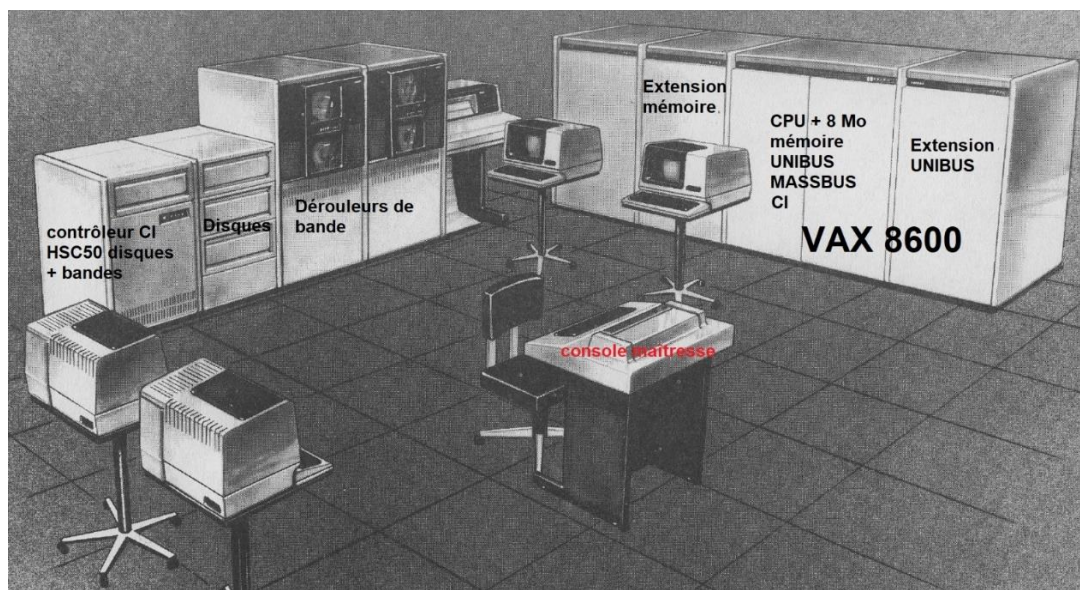 contrôleur CI
HSC50 disques
+ bandes
Disques
Dérouleurs de
bande
Extension
mémoire
CPU + 8 Mo
mémoire
UNIBUS
MASSBUS
CI
Extension
UNIBUS
VAX 8600
console maitresse